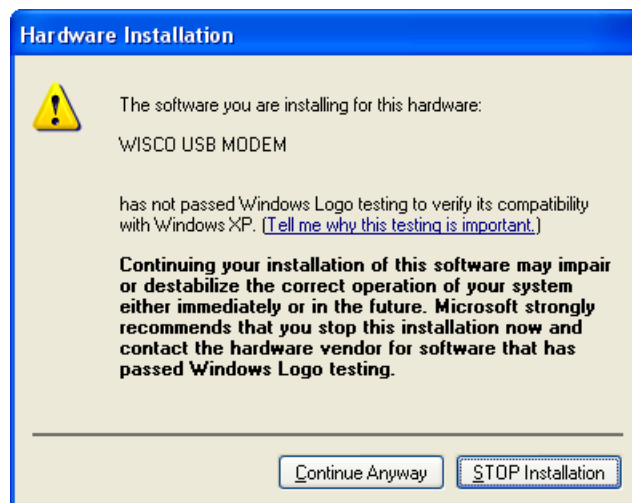 Hardware Installation
The software you are installing for this hardware:
WISCO USB MODEM
has not passed Windows Logo testing to verify its compatibility
with Windows XP. (Tell me why this testing is important.)
Continuing your installation of this software may impair
or destabilize the correct operation of your system
either immediately or in the future. Microsoft strongly
recommends that you stop this installation now and
contact the hardware vendor for software that has
passed Windows Logo testing.
Continue Anyway
STOP Installation